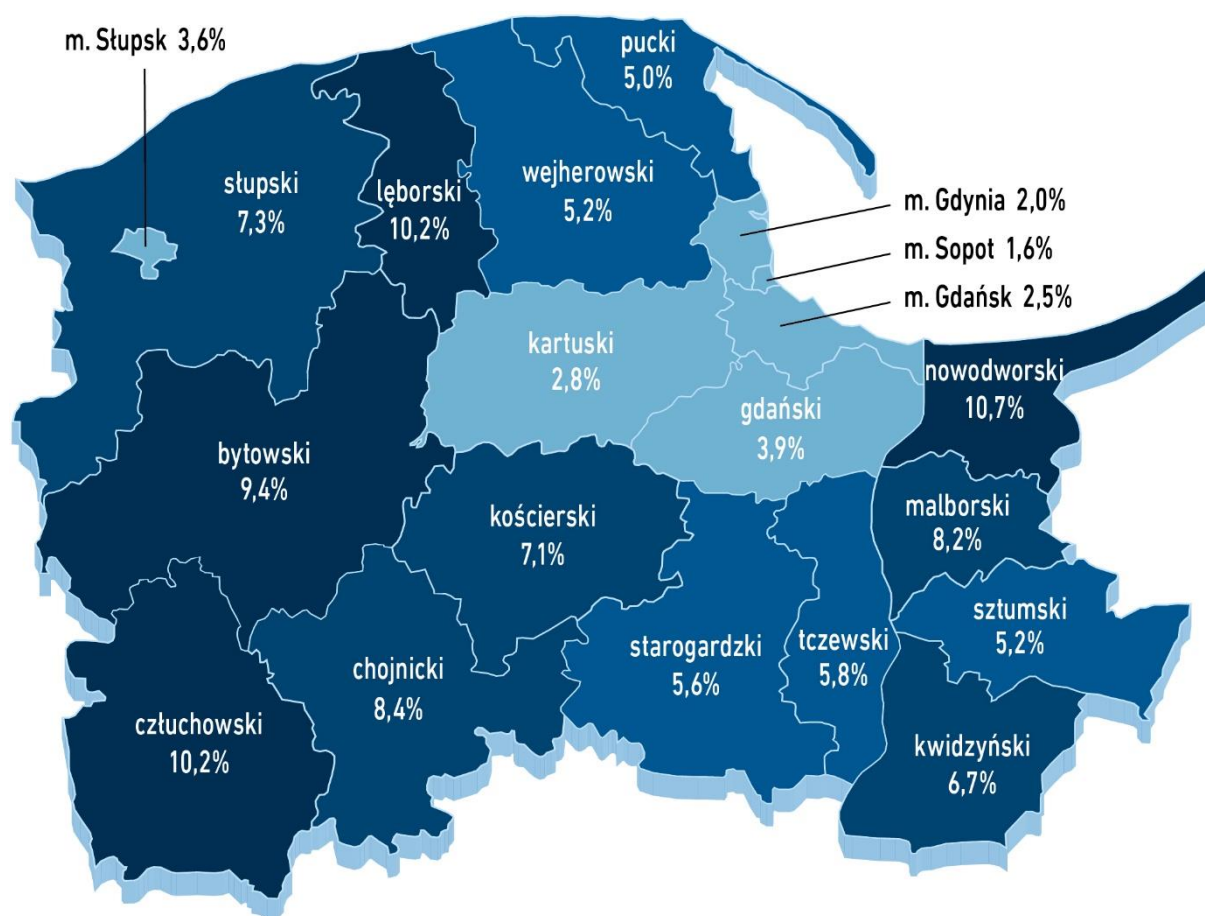 m. Słupsk 3,6%
pucki
5,0%
słupski
7,3%
lęborski
10,2%
wejherowski
5,2%
m. Gdynia 2,0%
m. Sopot 1,6%
m. Gdańsk 2,5%
kartuski
2,8%
nowodworski
10,7%
gdański
3,9%
bytowski
9,4%
kościerski
7,1%
malborski
8,2%
sztumski
5,2%
starogardzki
5,6%
tczewski
5,8%
chojnicki
8,4%
człuchowski
10,2%
kwidzyński
6,7%